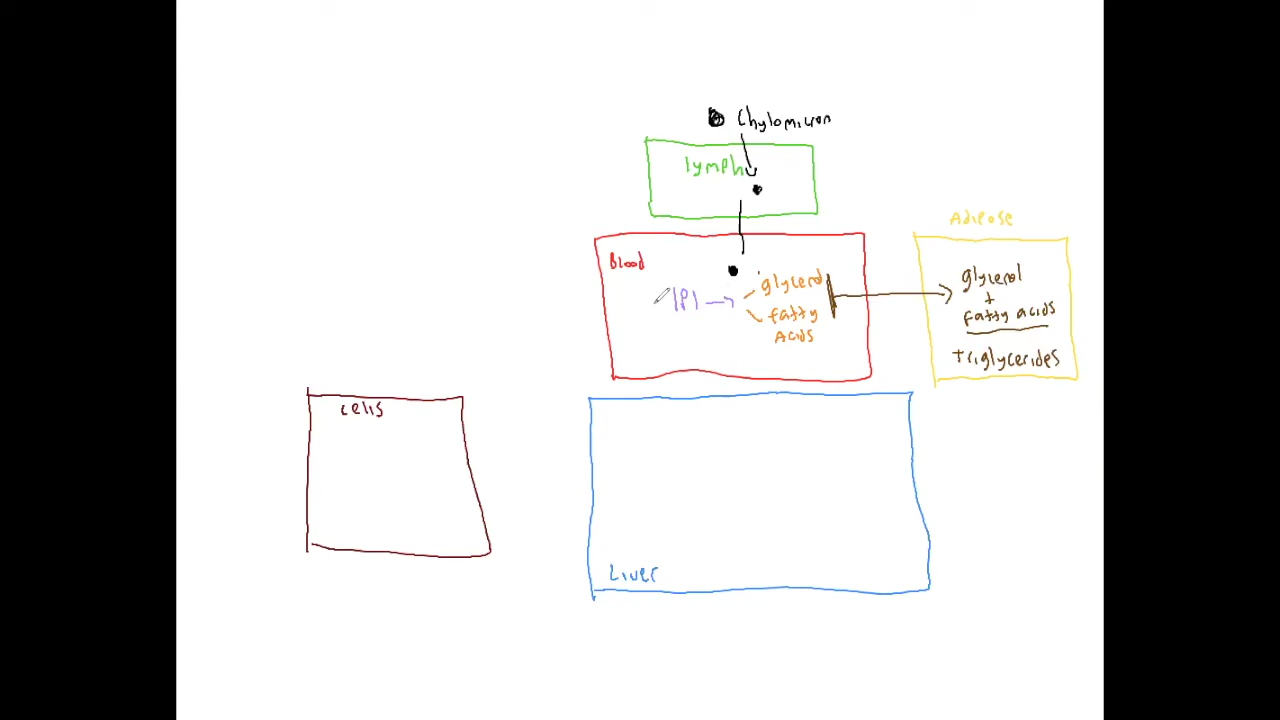 Chylomicron
lymph
Adipose
Blood
glycerol
lPl
fatty
Acids
glycerol
+
fatty acids
triglycerides
cells
Liver